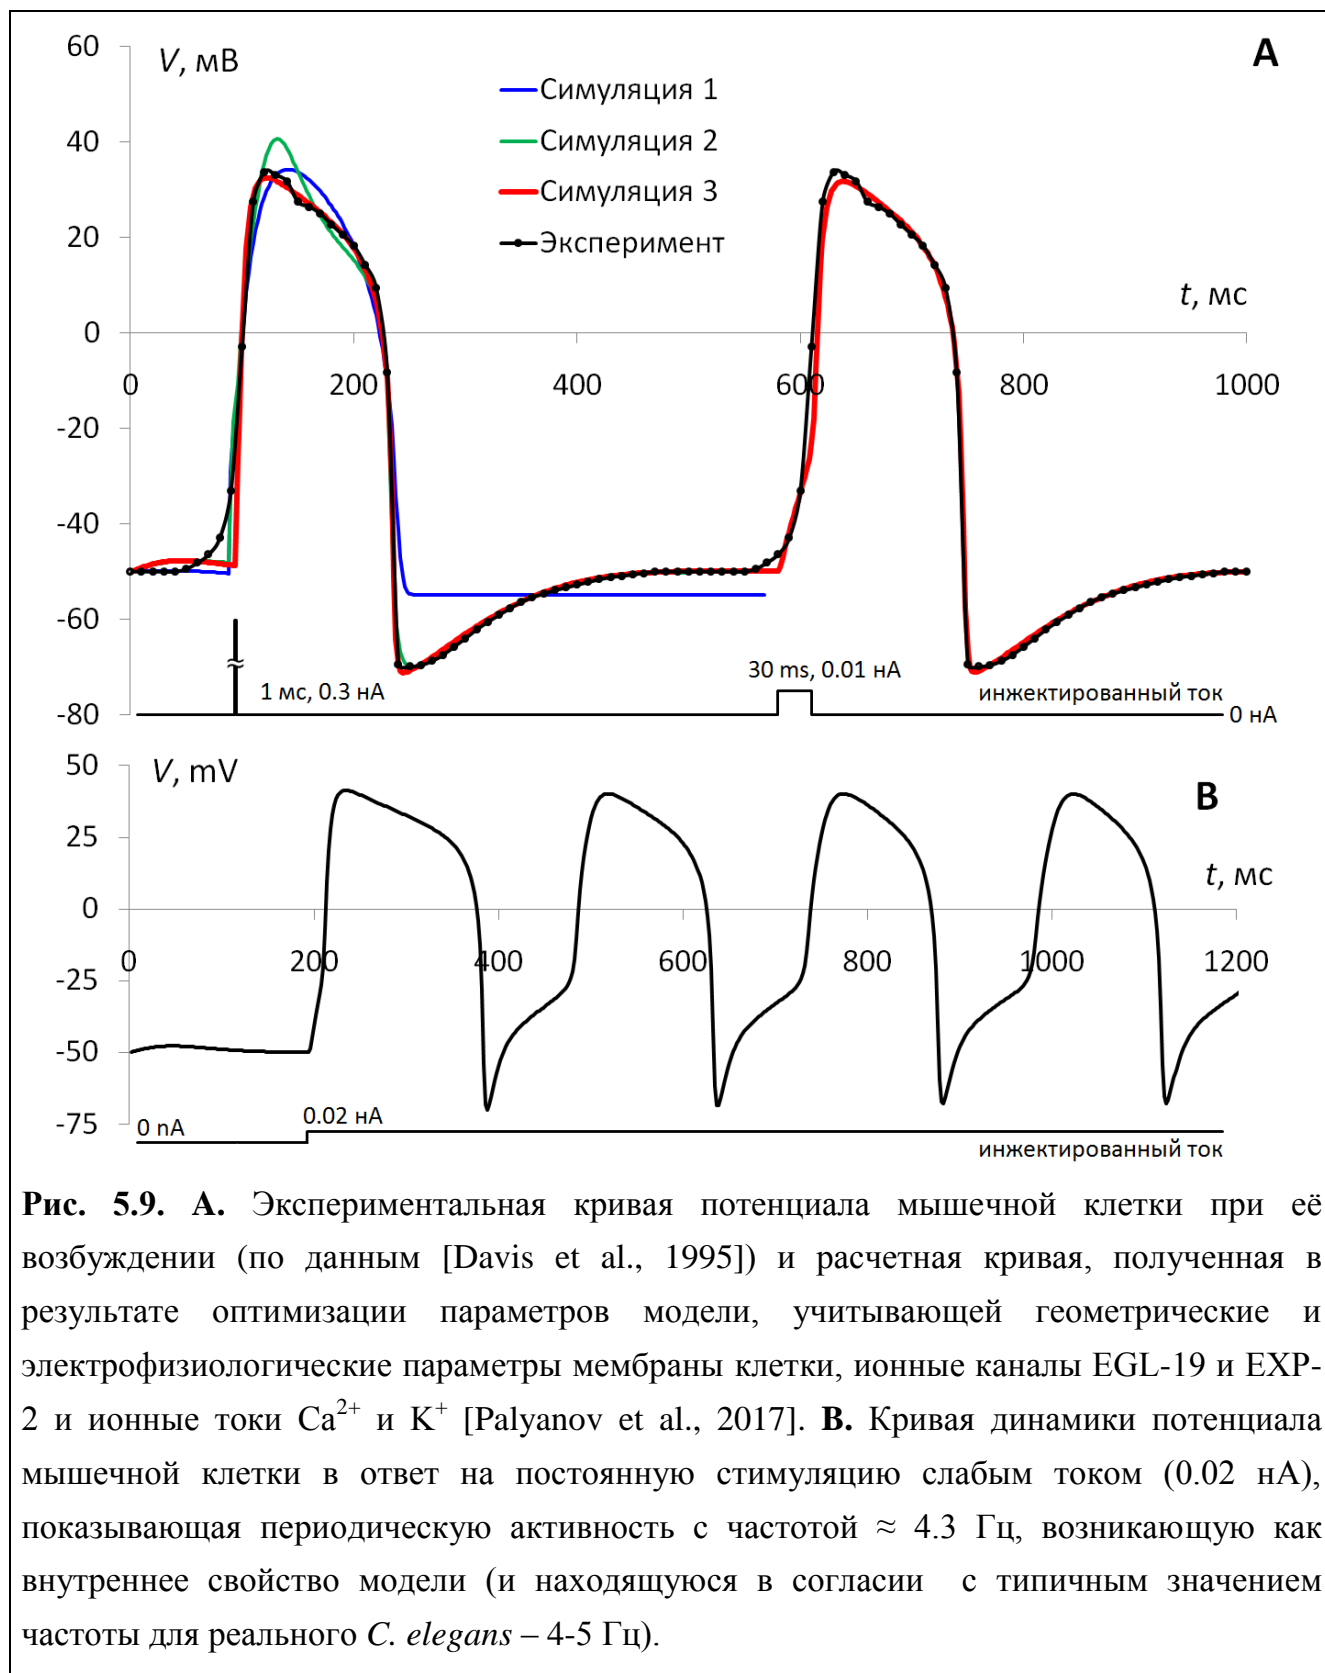 60
V, мВ
A
Симуляция 1
40
Симуляция 2
Симуляция 3
20
Эксперимент
t, мс
0
0 200 400 600 800 1000
-20
-40
-60
30 ms, 0.01 нА
1 мс, 0.3 нА
инжектированный ток
-80
0 нА
50
V, mV
B
25
t, мс
0
0 200 400 600 800 1000 1200
-25
-50
0.02 нА
-75
0 nA
инжектированный ток
Рис. 5.9. А. Экспериментальная кривая потенциала мышечной клетки при её
возбуждении (по данным [Davis et al., 1995]) и расчетная кривая, полученная в
результате оптимизации параметров модели, учитывающей геометрические и
электрофизиологические параметры мембраны клетки, ионные каналы EGL-19 и EXP-
2 и ионные токи Ca²⁺ и K⁺ [Palyanov et al., 2017]. В. Кривая динамики потенциала
мышечной клетки в ответ на постоянную стимуляцию слабым током (0.02 нА),
показывающая периодическую активность с частотой ≈ 4.3 Гц, возникающую как
внутреннее свойство модели (и находящуюся в согласии с типичным значением
частоты для реального C. elegans – 4-5 Гц).